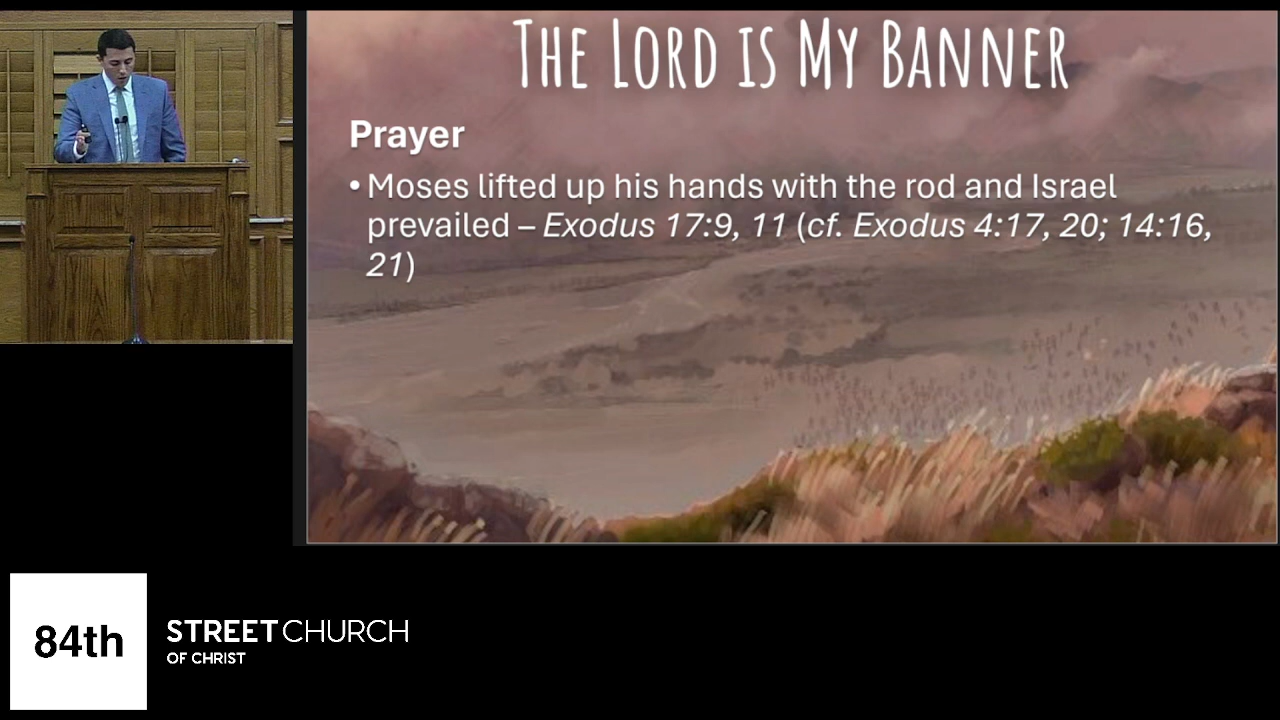 THE LORD IS MY BANNER
Prayer
• Moses lifted up his hands with the rod and Israel
prevailed – Exodus 17:9, 11 (cf. Exodus 4:17, 20; 14:16,
21)
84th
STREET CHURCH
OF CHRIST